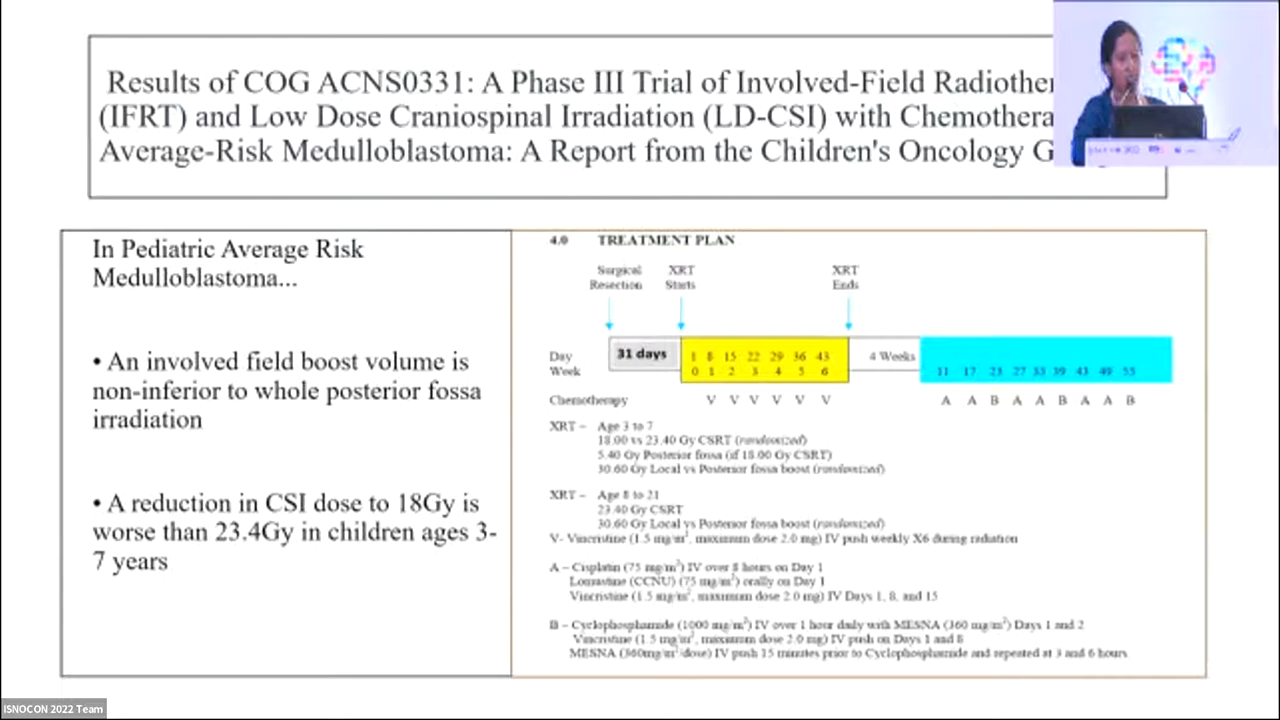 Results of COG ACNS0331: A Phase III Trial of Involved-Field Radiother
(IFRT) and Low Dose Craniospinal Irradiation (LD-CSI) with Chemothera
Average-Risk Medulloblastoma: A Report from the Children's Oncology G
In Pediatric Average Risk
Medulloblastoma...
• An involved field boost volume is
non-inferior to whole posterior fossa
irradiation
• A reduction in CSI dose to 18Gy is
worse than 23.4Gy in children ages 3-
7 years
4.0 TREATMENT PLAN
Surgical XRT XRT
Resection Starts Ends
31 days
Day 1 8 15 22 29 36 43 4 Weeks
Week 0 1 2 3 4 5 6 11 17 23 27 33 39 43 49 55
Chemotherapy V V V V V V A A B A A B A A B
XRT – Age 3 to 7
18.00 vs 23.40 Gy CSRT (randomized)
5.40 Gy Posterior fossa (if 18.00 Gy CSRT)
30.60 Gy Local vs Posterior fossa boost (randomized)
XRT – Age 8 to 21
23.40 Gy CSRT
30.60 Gy Local vs Posterior fossa boost (randomized)
V- Vincristine (1.5 mg/m², maximum dose 2.0 mg) IV push weekly X6 during radiation
A – Cisplatin (75 mg/m²) IV over 8 hours on Day 1
Lomustine (CCNU) (75 mg/m²) orally on Day 1
Vincristine (1.5 mg/m², maximum dose 2.0 mg) IV Days 1, 8, and 15
B – Cyclophosphamide (1000 mg/m²) IV over 1 hour daily with MESNA (360 mg/m²) Days 1 and 2
Vincristine (1.5 mg/m², maximum dose 2.0 mg) IV push on Days 1 and 8
MESNA (360mg/m²/dose) IV push 15 minutes prior to Cyclophosphamide and repeated at 3 and 6 hours
ISNOCON 2022 Team